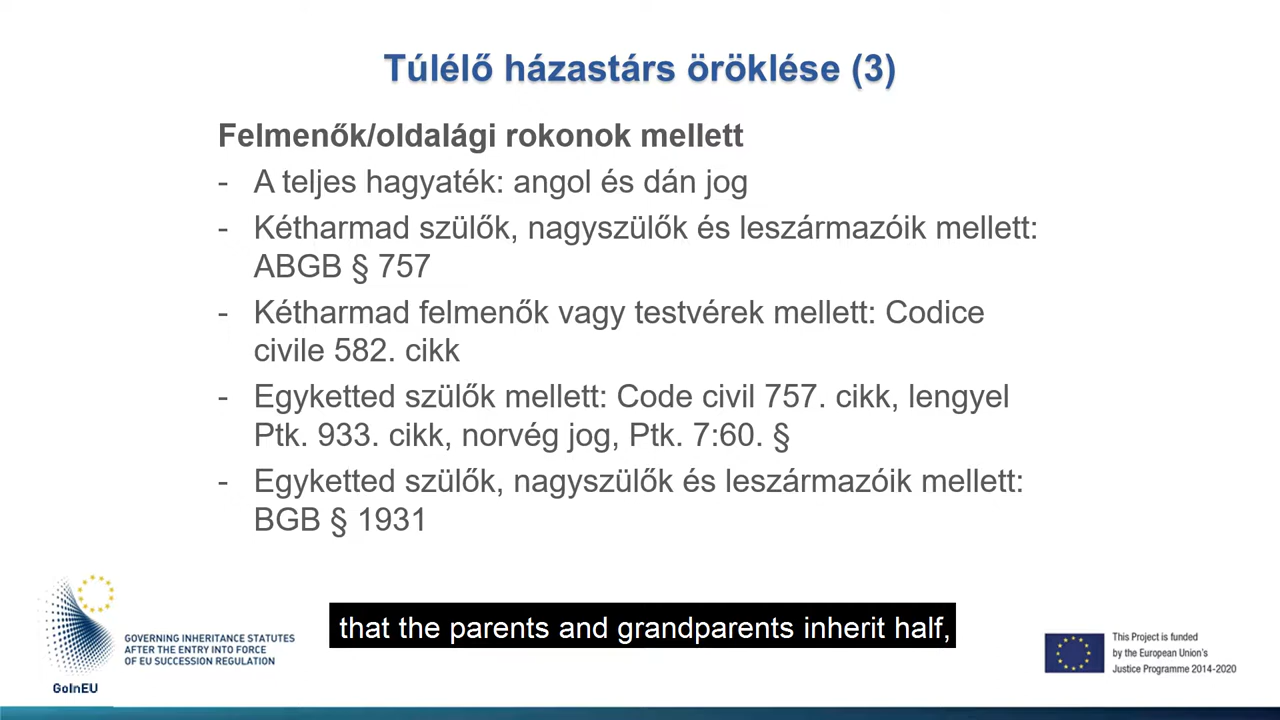 Túlélő házastárs öröklése (3)
Felmenők/oldalági rokonok mellett
- A teljes hagyaték: angol és dán jog
- Kétharmad szülők, nagyszülők és leszármazóik mellett:
ABGB § 757
- Kétharmad felmenők vagy testvérek mellett: Codice
civile 582. cikk
- Egyketted szülők mellett: Code civil 757. cikk, lengyel
Ptk. 933. cikk, norvég jog, Ptk. 7:60. §
- Egyketted szülők, nagyszülők és leszármazóik mellett:
BGB § 1931
that the parents and grandparents inherit half,
GOVERNING INHERITANCE STATUTES
AFTER THE ENTRY INTO FORCE
OF EU SUCCESSION REGULATION
GoInEU
This Project is funded
by the European Union's
Justice Programme 2014-2020